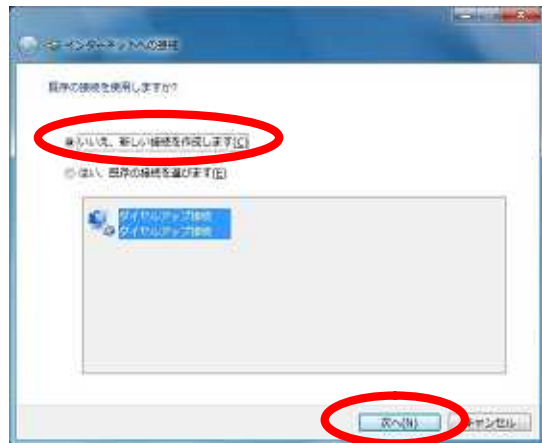 インターネットへの接続
既存の接続を使用しますか?
いいえ、新しい接続を作成します(C)
はい、既存の接続を選びます(E)
ダイヤルアップ接続
ダイヤルアップ接続
次へ(N)
キャンセル